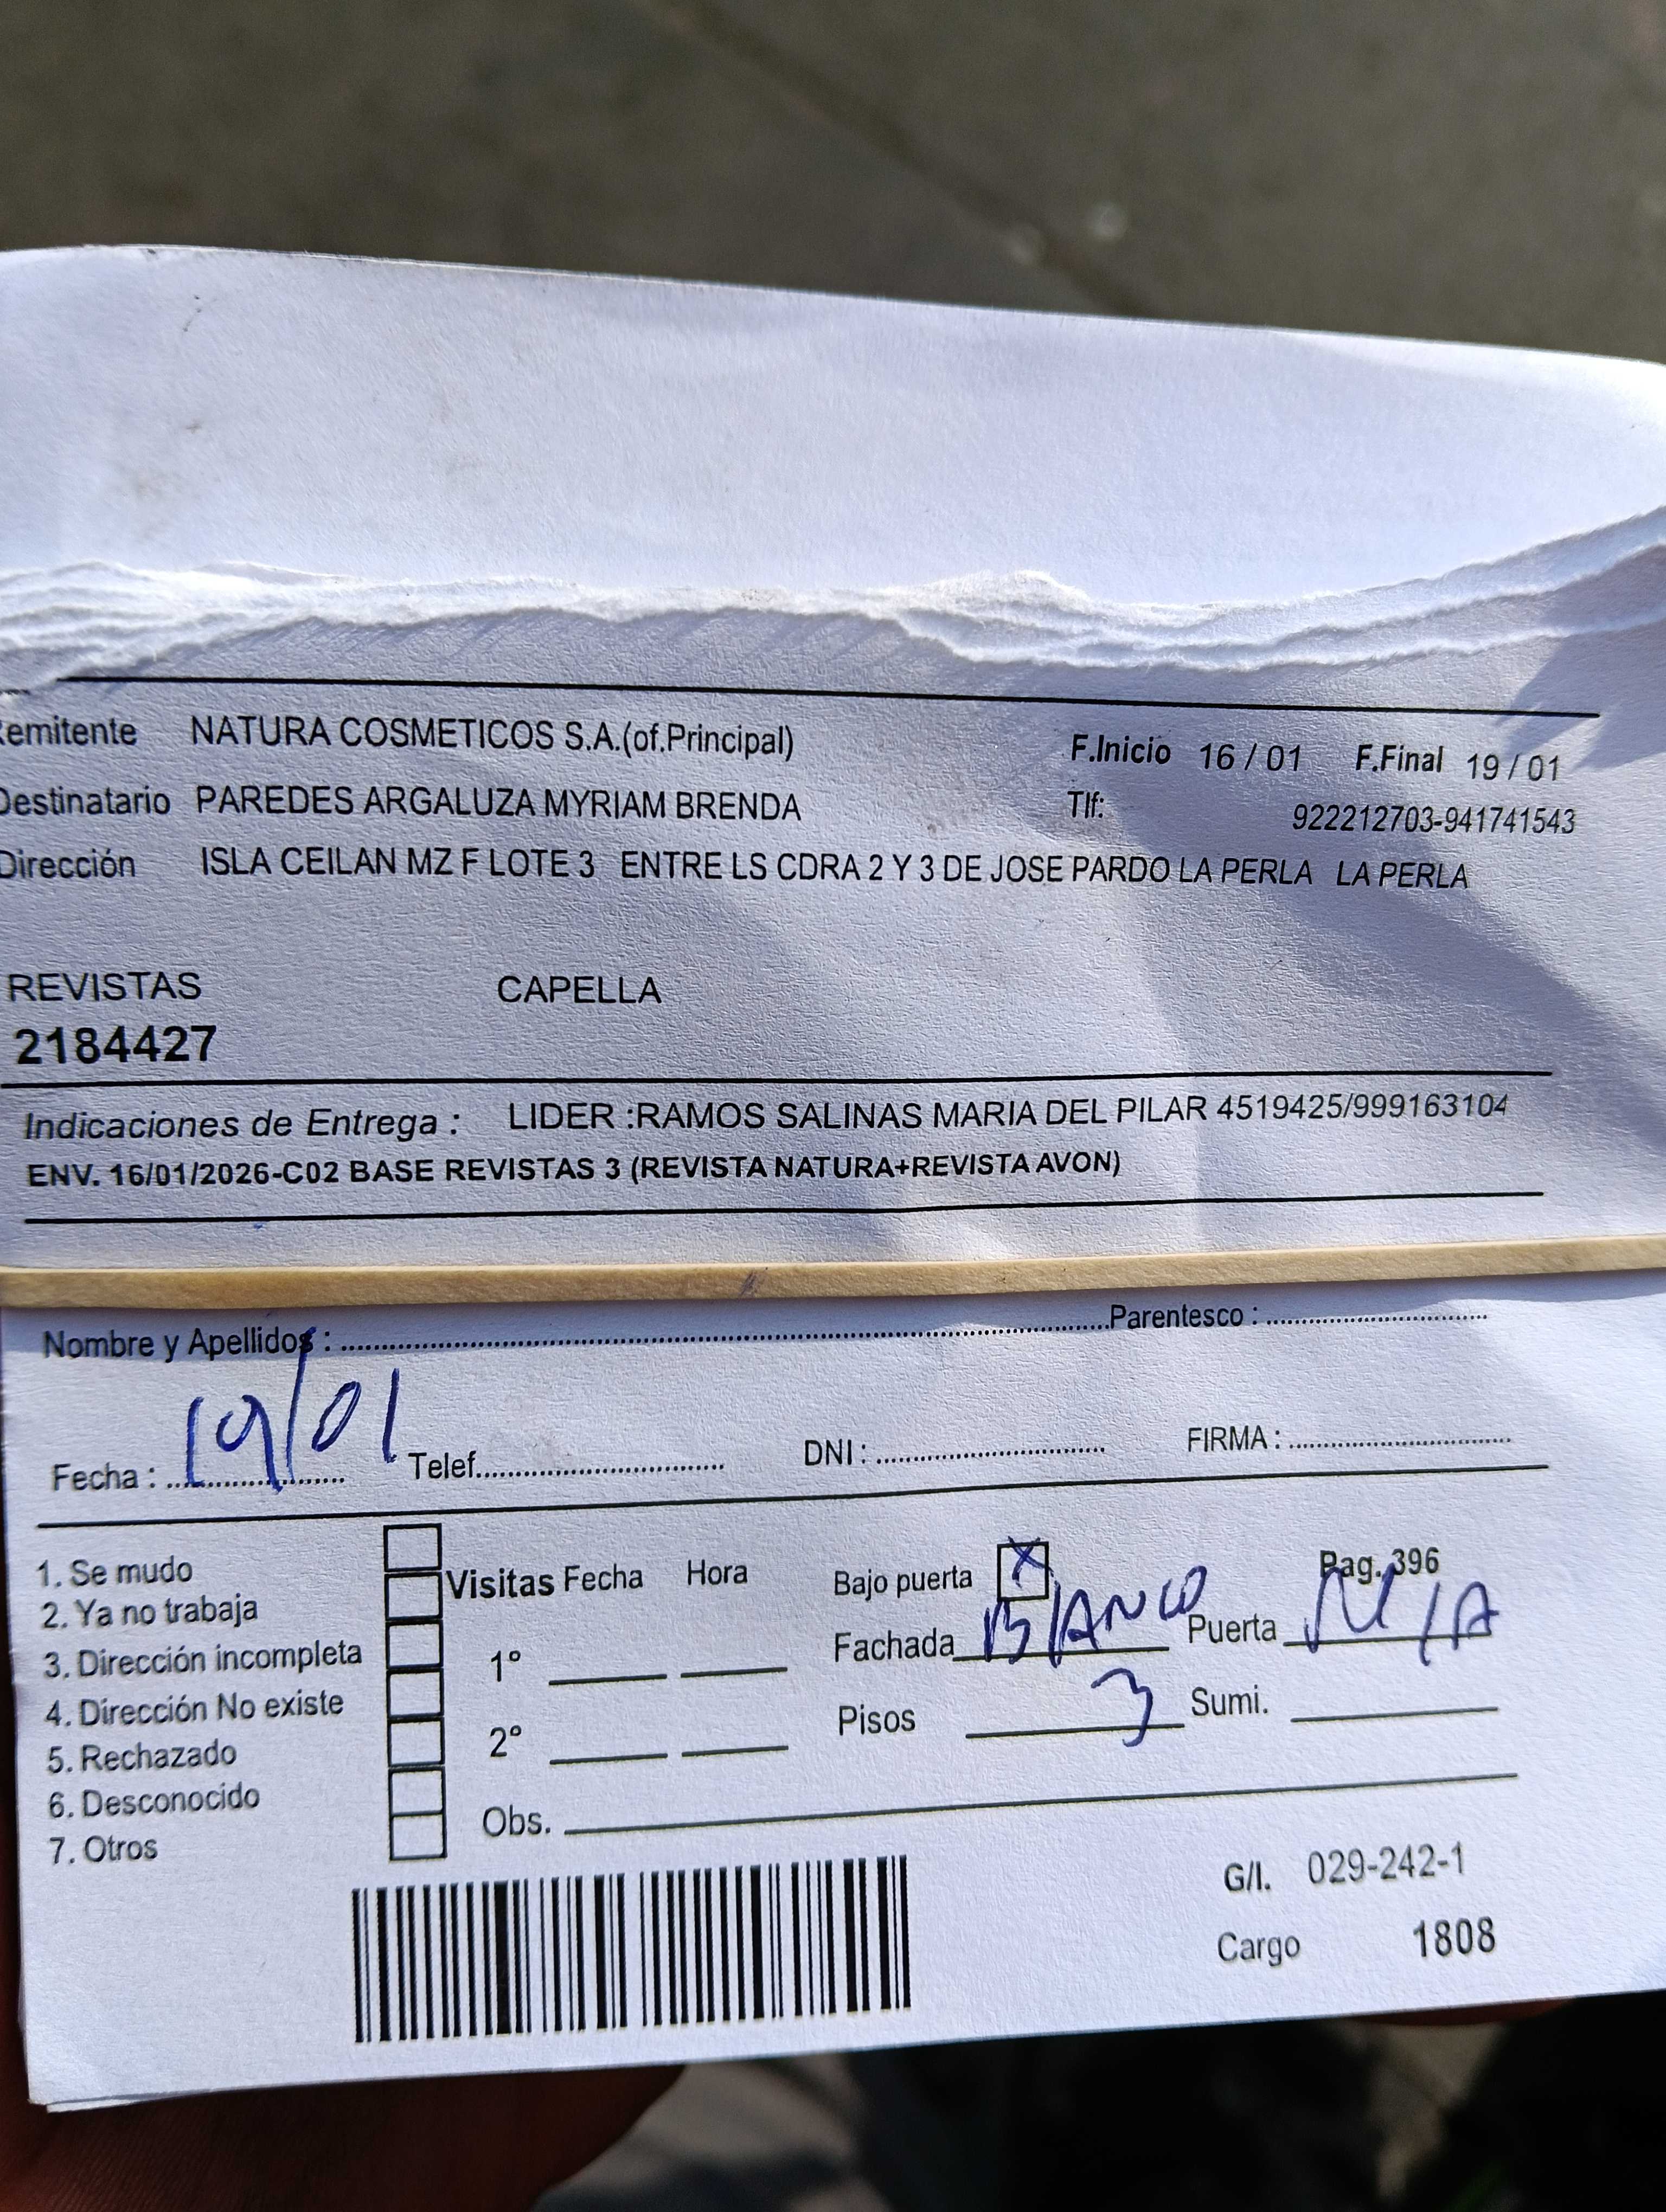 Remitente NATURA COSMETICOS S.A.(of.Principal) F.Inicio 16 / 01 F.Final 19 / 01
Destinatario PAREDES ARGALUZA MYRIAM BRENDA Tlf: 922212703-941741543
Dirección ISLA CEILAN MZ F LOTE 3 ENTRE LS CDRA 2 Y 3 DE JOSE PARDO LA PERLA LA PERLA
REVISTAS CAPELLA
2184427
Indicaciones de Entrega : LIDER :RAMOS SALINAS MARIA DEL PILAR 4519425/999163104
ENV. 16/01/2026-C02 BASE REVISTAS 3 (REVISTA NATURA+REVISTA AVON)
Nombre y Apellidos : Parentesco :
Fecha : 19/01 Telef. DNI : FIRMA :
1. Se mudo
2. Ya no trabaja
3. Dirección incompleta
4. Dirección No existe
5. Rechazado
6. Desconocido
7. Otros
Visitas Fecha Hora
1°
2°
Obs.
Bajo puerta X Pag. 396
Fachada BlANCO Puerta N/A
Pisos 3 Sumi.
G/I. 029-242-1
Cargo 1808